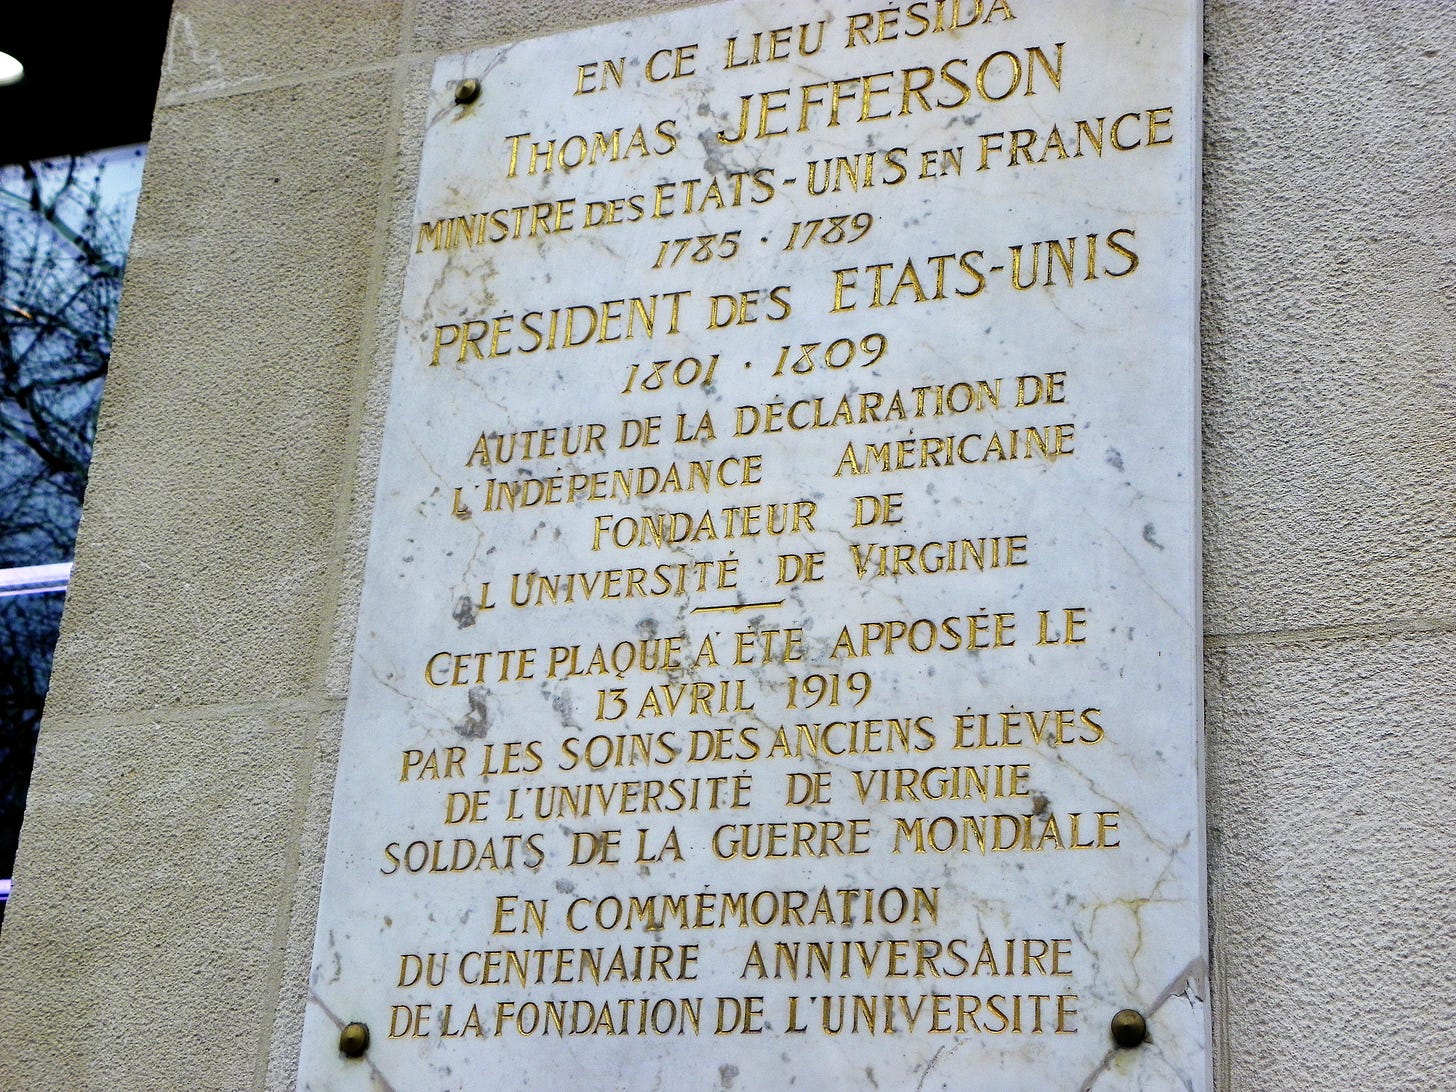 EN CE LIEU RÉSIDA
THOMAS JEFFERSON
MINISTRE DES ETATS-UNIS EN FRANCE
1785 · 1789
PRÉSIDENT DES ETATS-UNIS
1801 · 1809
AUTEUR DE LA DÉCLARATION DE
L'INDÉPENDANCE AMÉRICAINE
FONDATEUR DE
L'UNIVERSITÉ DE VIRGINIE
CETTE PLAQUE A ÉTÉ APPOSÉE LE
13 AVRIL 1919
PAR LES SOINS DES ANCIENS ÉLÈVES
DE L'UNIVERSITÉ DE VIRGINIE
SOLDATS DE LA GUERRE MONDIALE
EN COMMÉMORATION
DU CENTENAIRE ANNIVERSAIRE
DE LA FONDATION DE L'UNIVERSITÉ